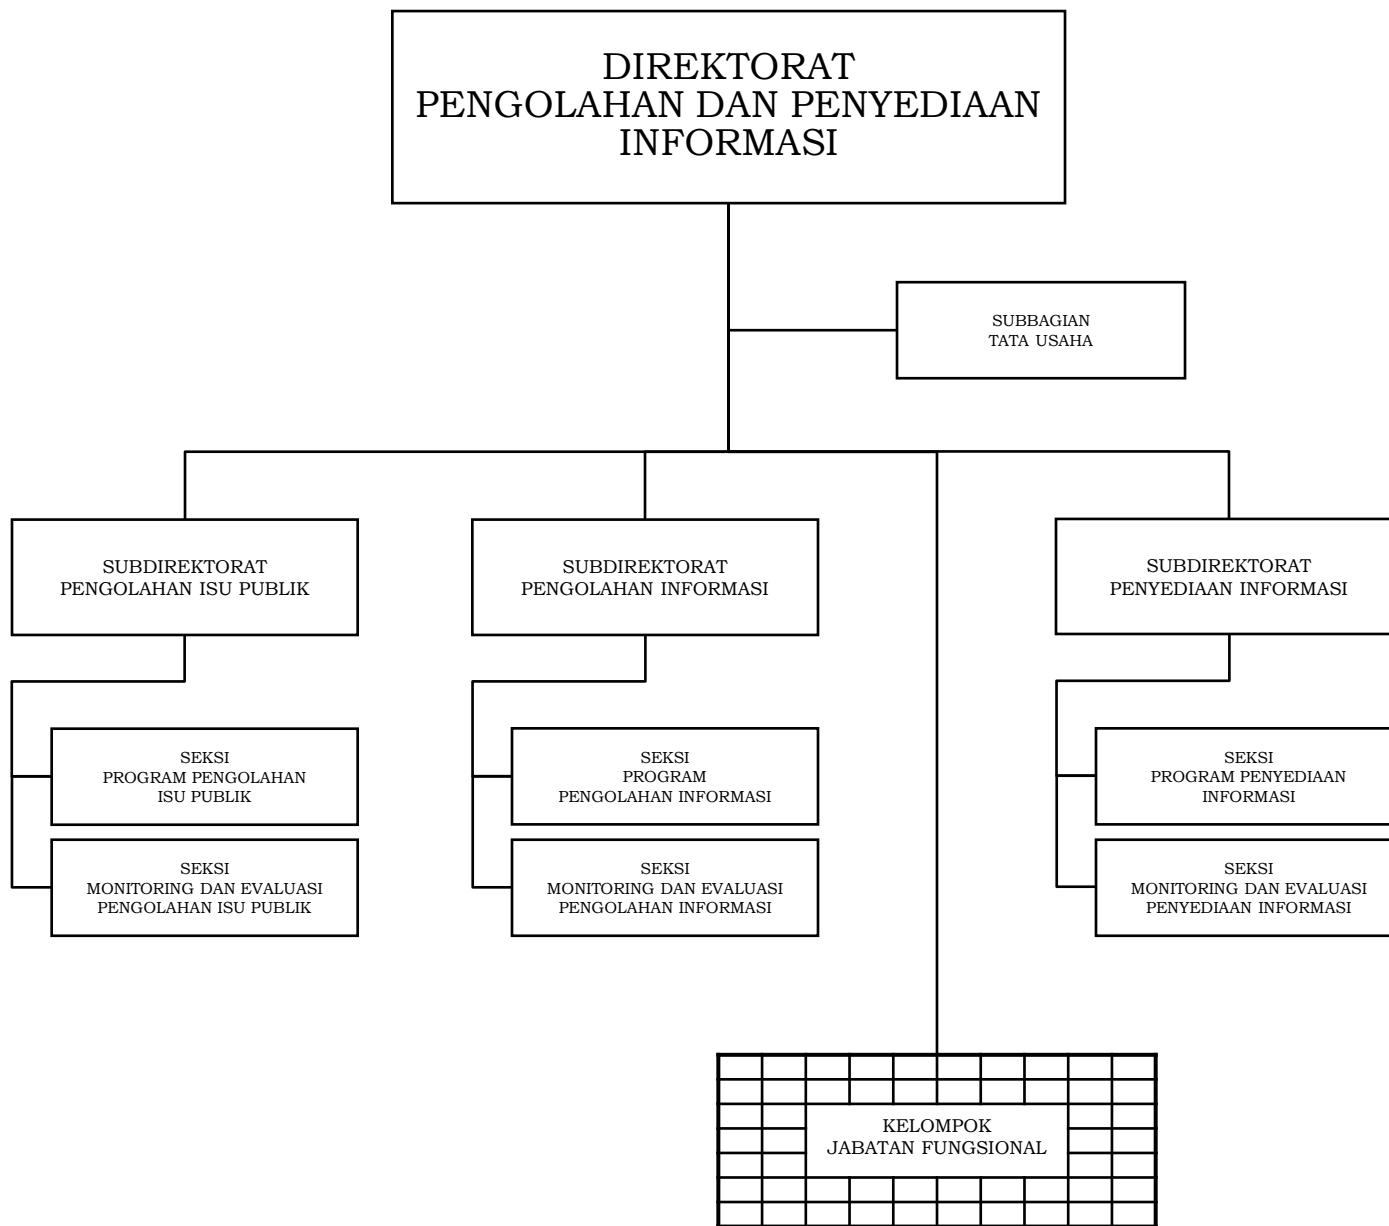 DIREKTORAT
PENGOLAHAN DAN PENYEDIAAN
INFORMASI
SUBBAGIAN
TATA USAHA
SUBDIREKTORAT
PENGOLAHAN ISU PUBLIK
SUBDIREKTORAT
PENGOLAHAN INFORMASI
SUBDIREKTORAT
PENYEDIAAN INFORMASI
SEKSI
PROGRAM PENGOLAHAN
ISU PUBLIK
SEKSI
PROGRAM
PENGOLAHAN INFORMASI
SEKSI
PROGRAM PENYEDIAAN
INFORMASI
SEKSI
MONITORING DAN EVALUASI
PENGOLAHAN ISU PUBLIK
SEKSI
MONITORING DAN EVALUASI
PENGOLAHAN INFORMASI
SEKSI
MONITORING DAN EVALUASI
PENYEDIAAN INFORMASI
KELOMPOK
JABATAN FUNGSIONAL